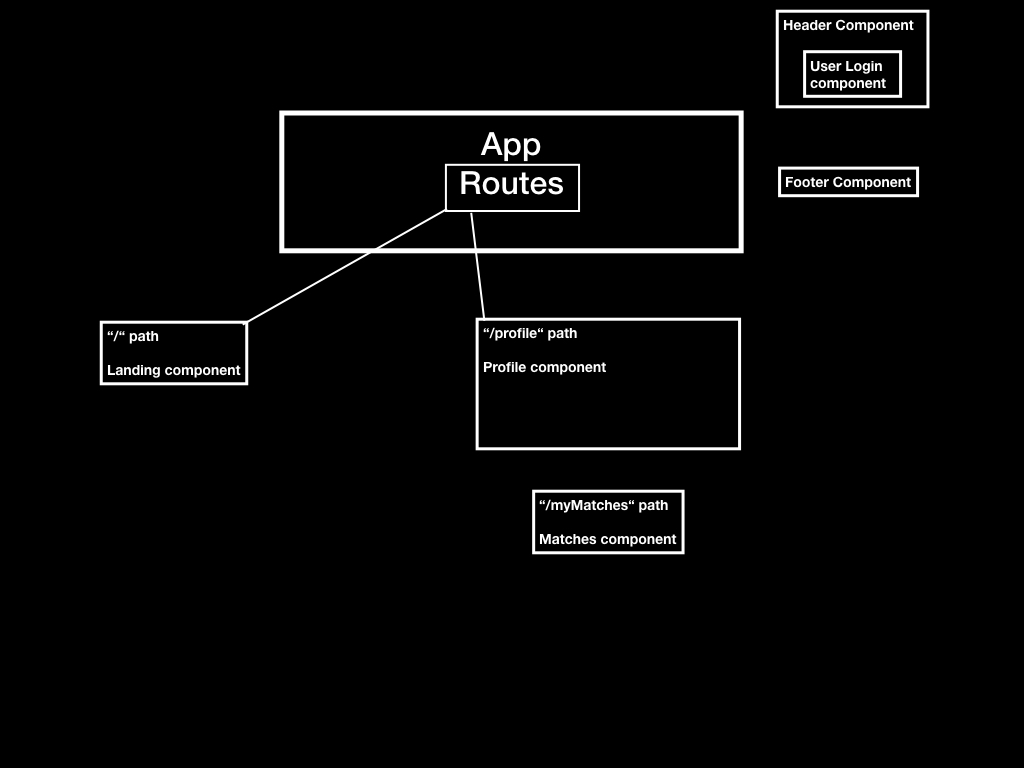 Header Component
User Login
component
App
Routes
Footer Component
“/“ path
Landing component
“/profile“ path
Profile component
“/myMatches“ path
Matches component